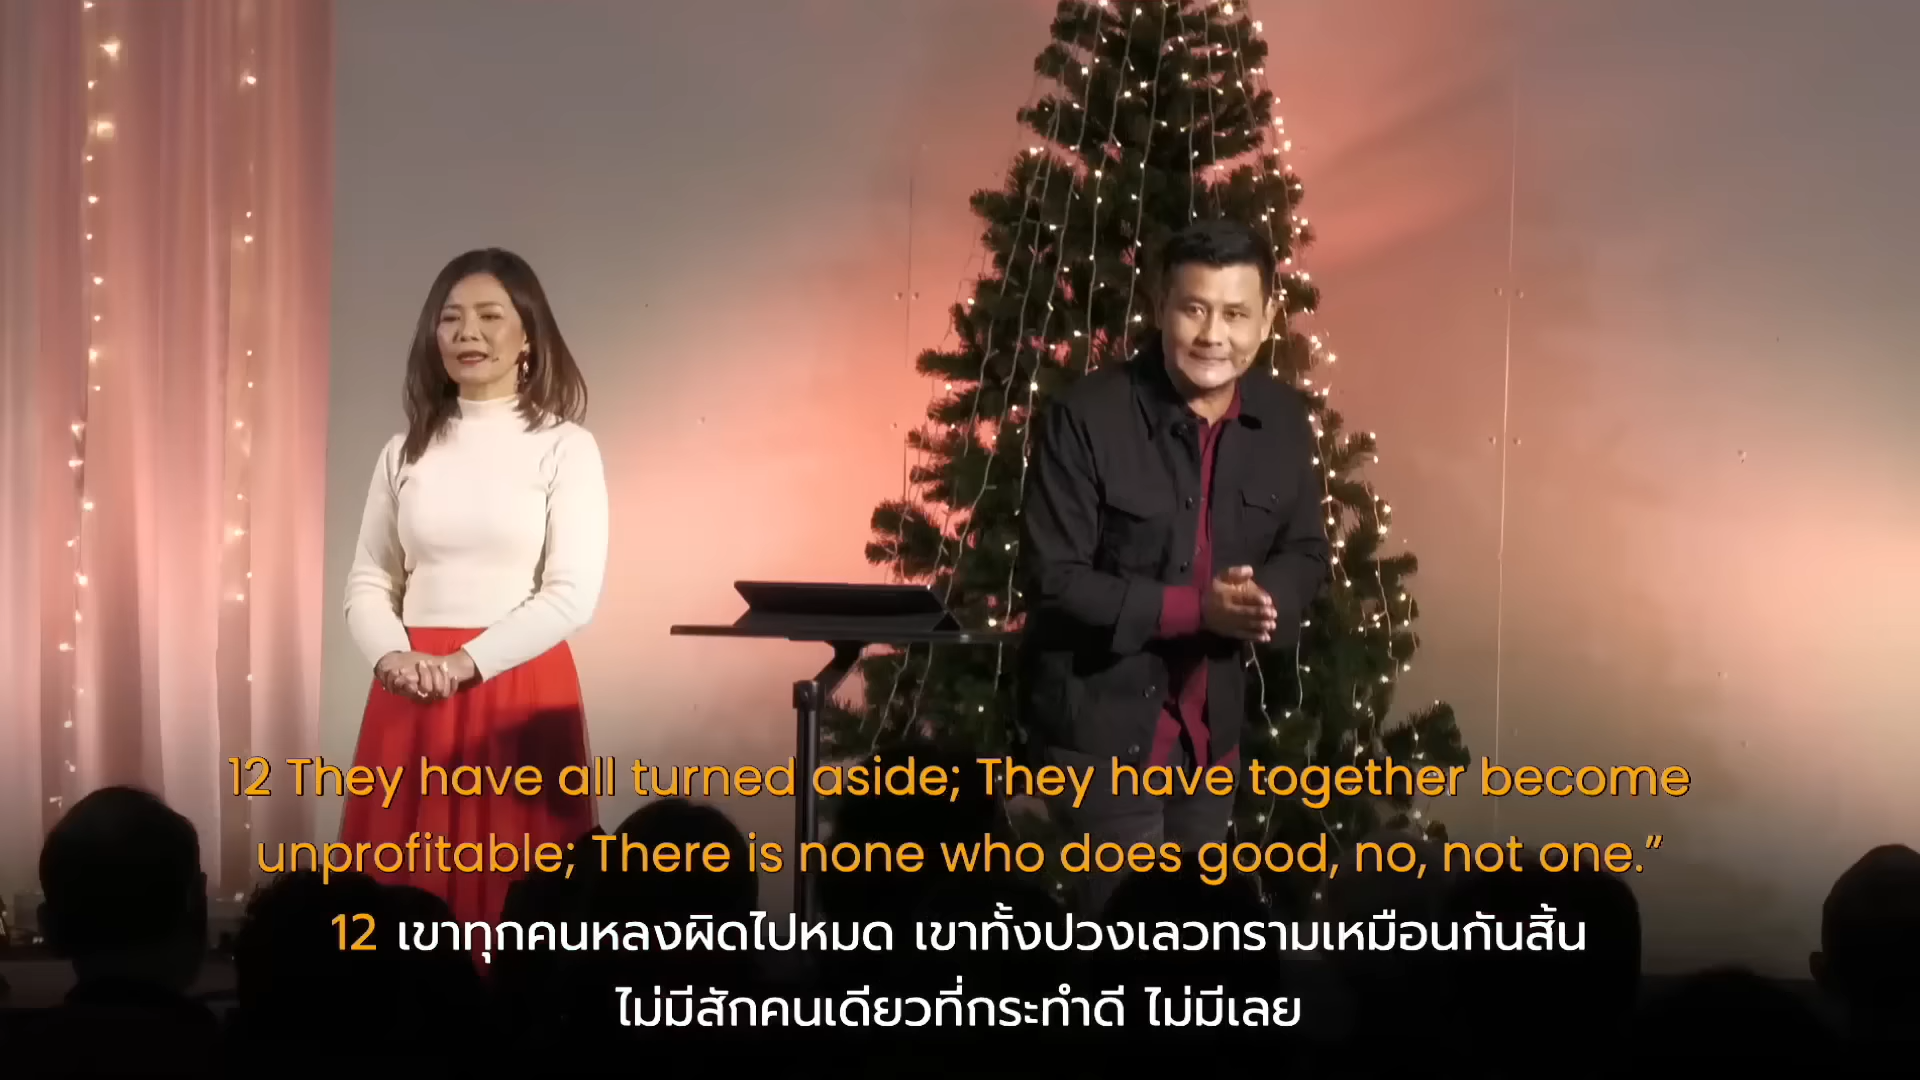 12 They have all turned aside; They have together become
unprofitable; There is none who does good, no, not one.”
12 เขาทุกคนหลงผิดไปหมด เขาทั้งปวงเลวทรามเหมือนกันสิ้น
ไม่มีสักคนเดียวที่กระทำดี ไม่มีเลย